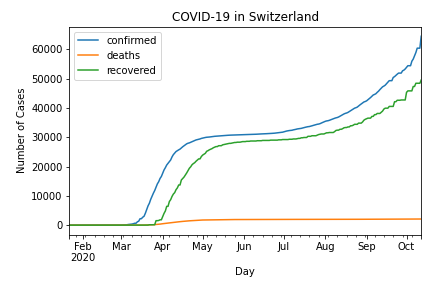 COVID-19 in Switzerland
confirmed
deaths
recovered
Number of Cases
60000
50000
40000
30000
20000
10000
0
Feb Mar Apr May Jun Jul Aug Sep Oct
2020
Day